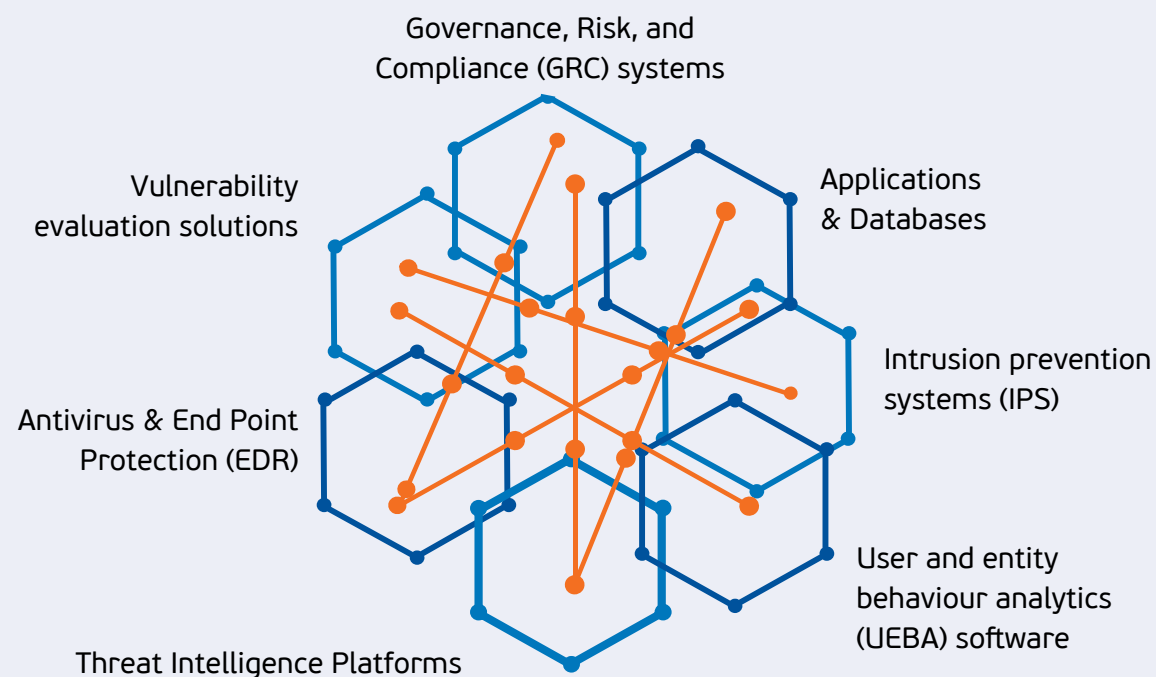 Governance, Risk, and
Compliance (GRC) systems
Vulnerability
evaluation solutions
Applications
& Databases
Intrusion prevention
systems (IPS)
Antivirus & End Point
Protection (EDR)
User and entity
behaviour analytics
(UEBA) software
Threat Intelligence Platforms